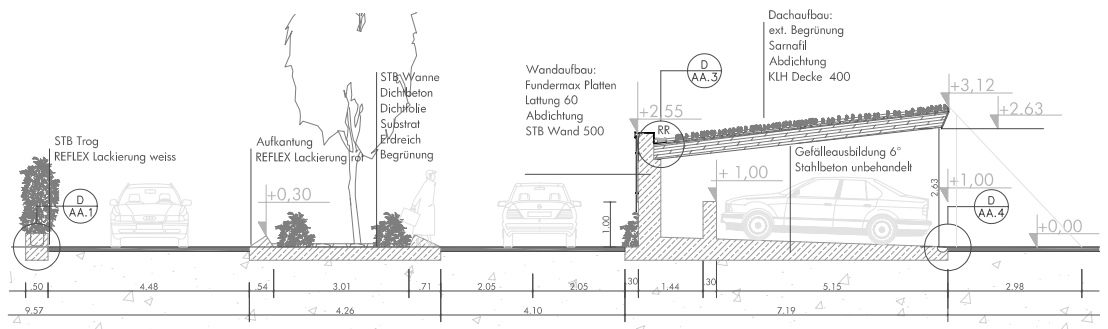 Dachaufbau:
ext. Begrünung
Sarnafil
Abdichtung
KLH Decke 400
Wandaufbau:
Fundermax Platten
Lattung 60
Abdichtung
STB Wand 500
D
AA.3
+3,12
+2.63
+2.55
RR
STB Wanne
Dichtbeton
Dichtfolie
Substrat
Erdreich
Begrünung
STB Trog
REFLEX Lackierung weiss
Aufkantung
REFLEX Lackierung rot
Gefälleausbildung 6°
Stahlbeton unbehandelt
+ 1,00
+1,00
2,63
D
AA.1
+0,30
1,00
D
AA.4
+0,00
.50
4.48
.54
3.01
.71
2.05
2.05
.30
1.44
.30
5.15
2.98
9.57
4.26
4.10
7.19